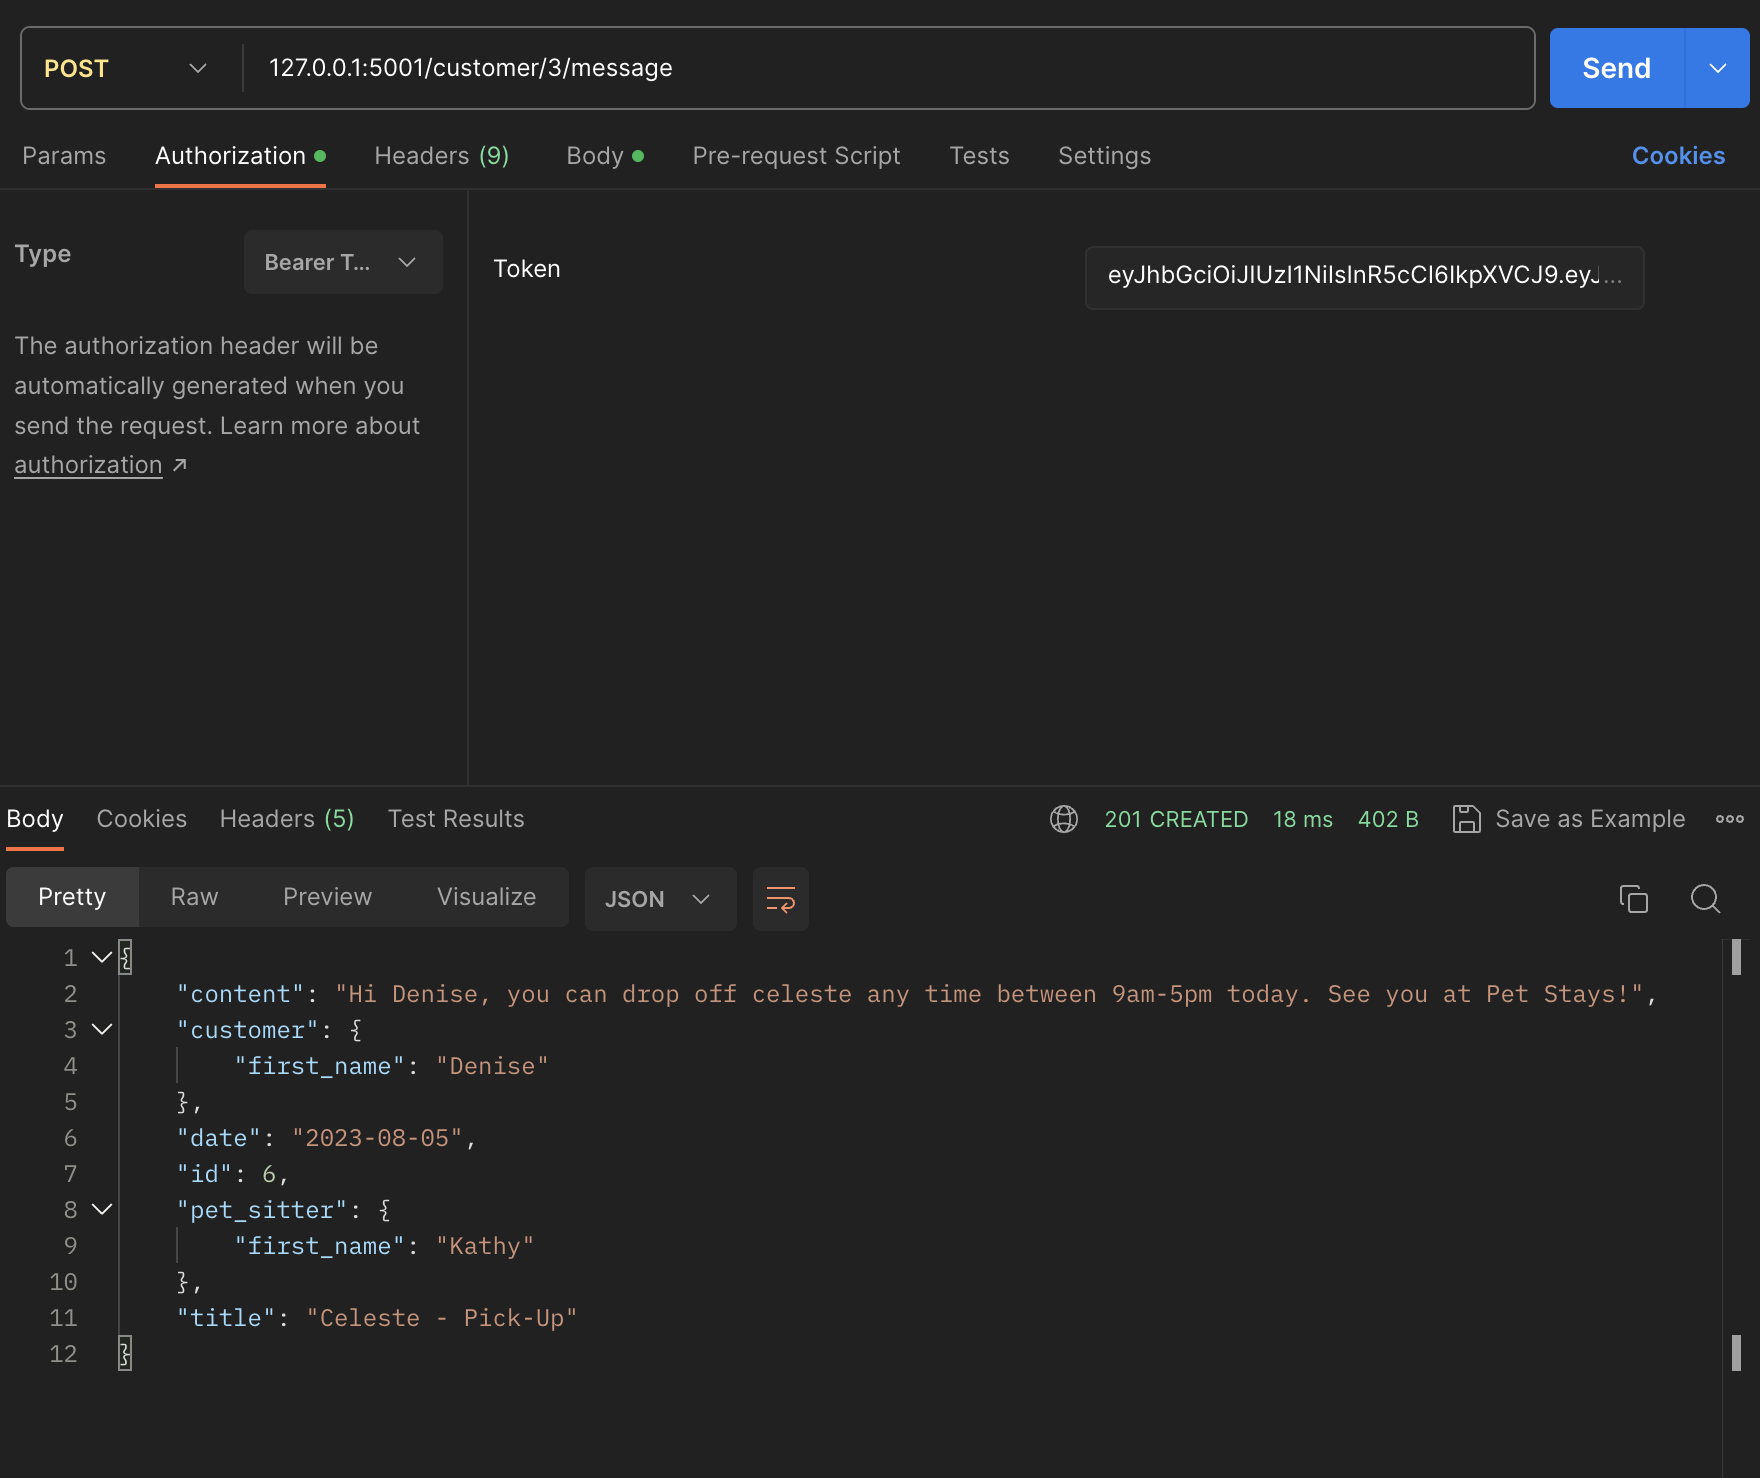 POST 127.0.0.1:5001/customer/3/message Send
Params Authorization Headers (9) Body Pre-request Script Tests Settings Cookies
Type Bearer T... Token eyJhbGciOiJIUzI1NiIsInR5cCI6IkpXVCJ9.eyJ...
The authorization header will be
automatically generated when you
send the request. Learn more about
authorization ↗
Body Cookies Headers (5) Test Results 201 CREATED 18 ms 402 B Save as Example
Pretty Raw Preview Visualize JSON
1 {
2 "content": "Hi Denise, you can drop off celeste any time between 9am-5pm today. See you at Pet Stays!",
3 "customer": {
4 "first_name": "Denise"
5 },
6 "date": "2023-08-05",
7 "id": 6,
8 "pet_sitter": {
9 "first_name": "Kathy"
10 },
11 "title": "Celeste - Pick-Up"
12 }